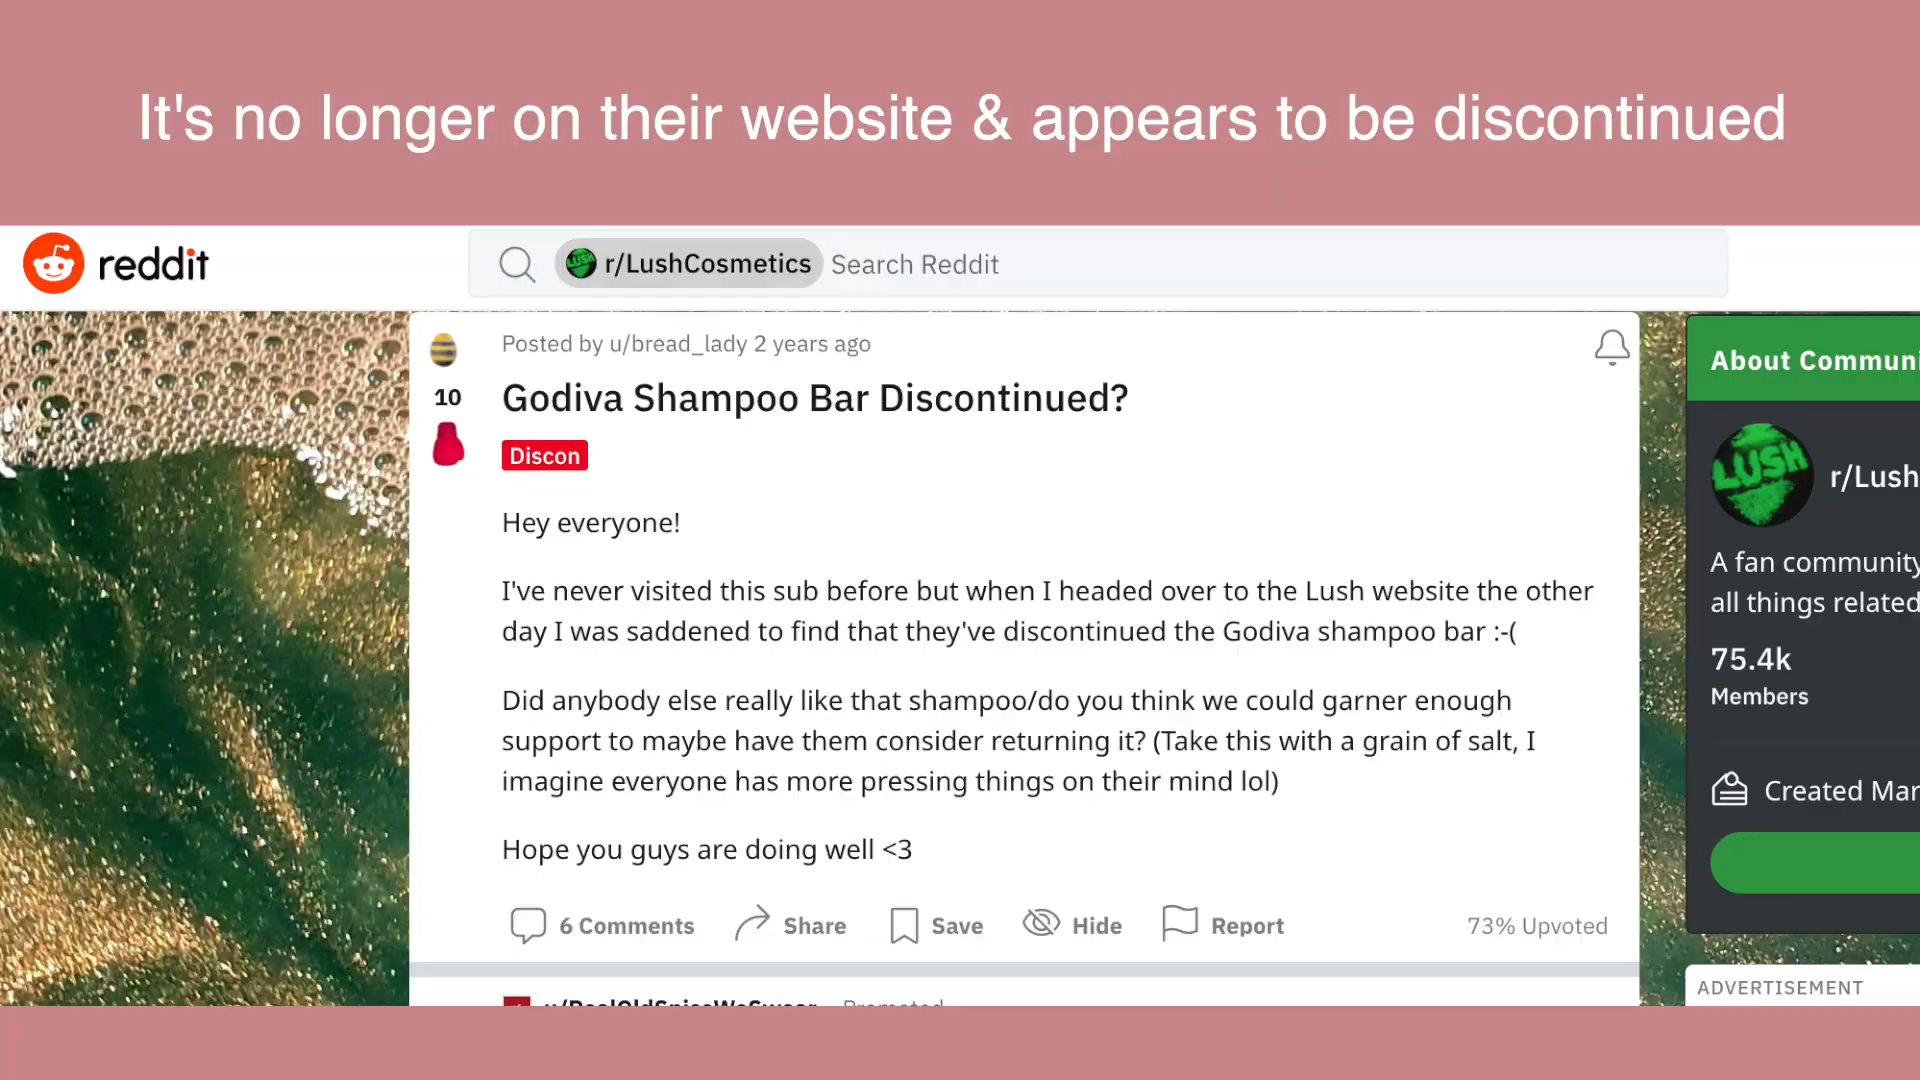 It's no longer on their website & appears to be discontinued
reddit
r/LushCosmetics Search Reddit
Posted by u/bread_lady 2 years ago
10
Godiva Shampoo Bar Discontinued?
Discon
Hey everyone!
I've never visited this sub before but when I headed over to the Lush website the other
day I was saddened to find that they've discontinued the Godiva shampoo bar :-(
Did anybody else really like that shampoo/do you think we could garner enough
support to maybe have them consider returning it? (Take this with a grain of salt, I
imagine everyone has more pressing things on their mind lol)
Hope you guys are doing well <3
6 Comments Share Save Hide Report 73% Upvoted
u/RealOldSpiceWeSwear Promoted
About Communi
LUSH
r/Lush
A fan community
all things related
75.4k
Members
Created Mar
ADVERTISEMENT